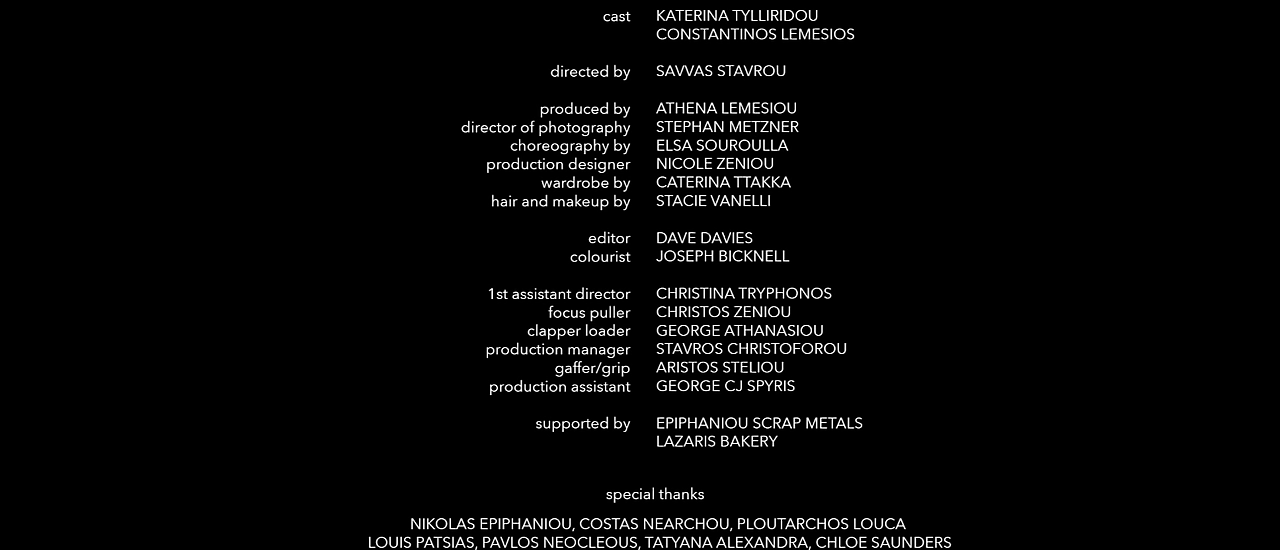 cast KATERINA TYLLIRIDOU
CONSTANTINOS LEMESIOS
directed by SAVVAS STAVROU
produced by ATHENA LEMESIOU
director of photography STEPHAN METZNER
choreography by ELSA SOUROULLA
production designer NICOLE ZENIOU
wardrobe by CATERINA TTAKKA
hair and makeup by STACIE VANELLI
editor DAVE DAVIES
colourist JOSEPH BICKNELL
1st assistant director CHRISTINA TRYPHONOS
focus puller CHRISTOS ZENIOU
clapper loader GEORGE ATHANASIOU
production manager STAVROS CHRISTOFOROU
gaffer/grip ARISTOS STELIOU
production assistant GEORGE CJ SPYRIS
supported by EPIPHANIOU SCRAP METALS
LAZARIS BAKERY
special thanks
NIKOLAS EPIPHANIOU, COSTAS NEARCHOU, PLOUTARCHOS LOUCA
LOUIS PATSIAS, PAVLOS NEOCLEOUS, TATYANA ALEXANDRA, CHLOE SAUNDERS